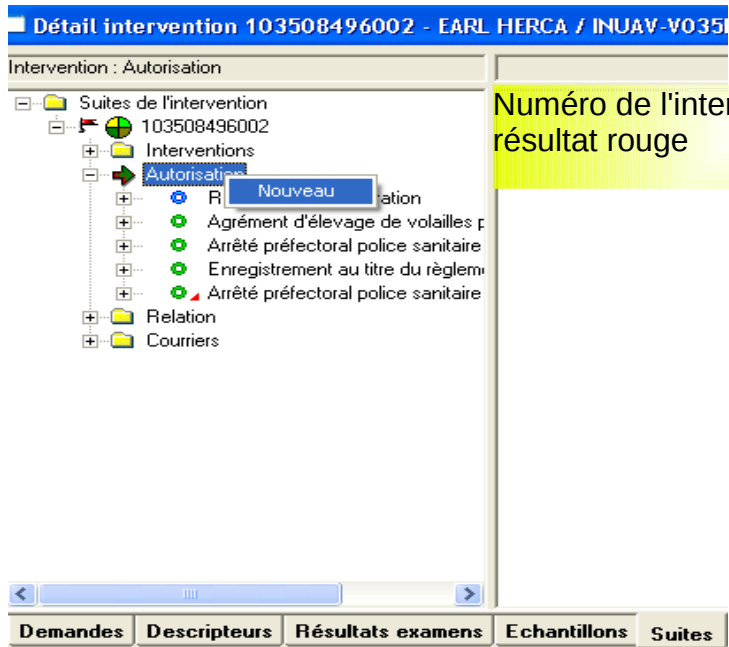 Détail intervention 103508496002 - EARL HERCA / INUAV-V035
Intervention : Autorisation
Suites de l'intervention
103508496002
Interventions
Autorisation
Nouveau
R ration
Agrément d'élevage de volailles p
Arrêté préfectoral police sanitaire
Enregistrement au titre du règlem
Arrêté préfectoral police sanitaire
Relation
Courriers
Numéro de l'inter
résultat rouge
Demandes Descripteurs Résultats examens Echantillons Suites